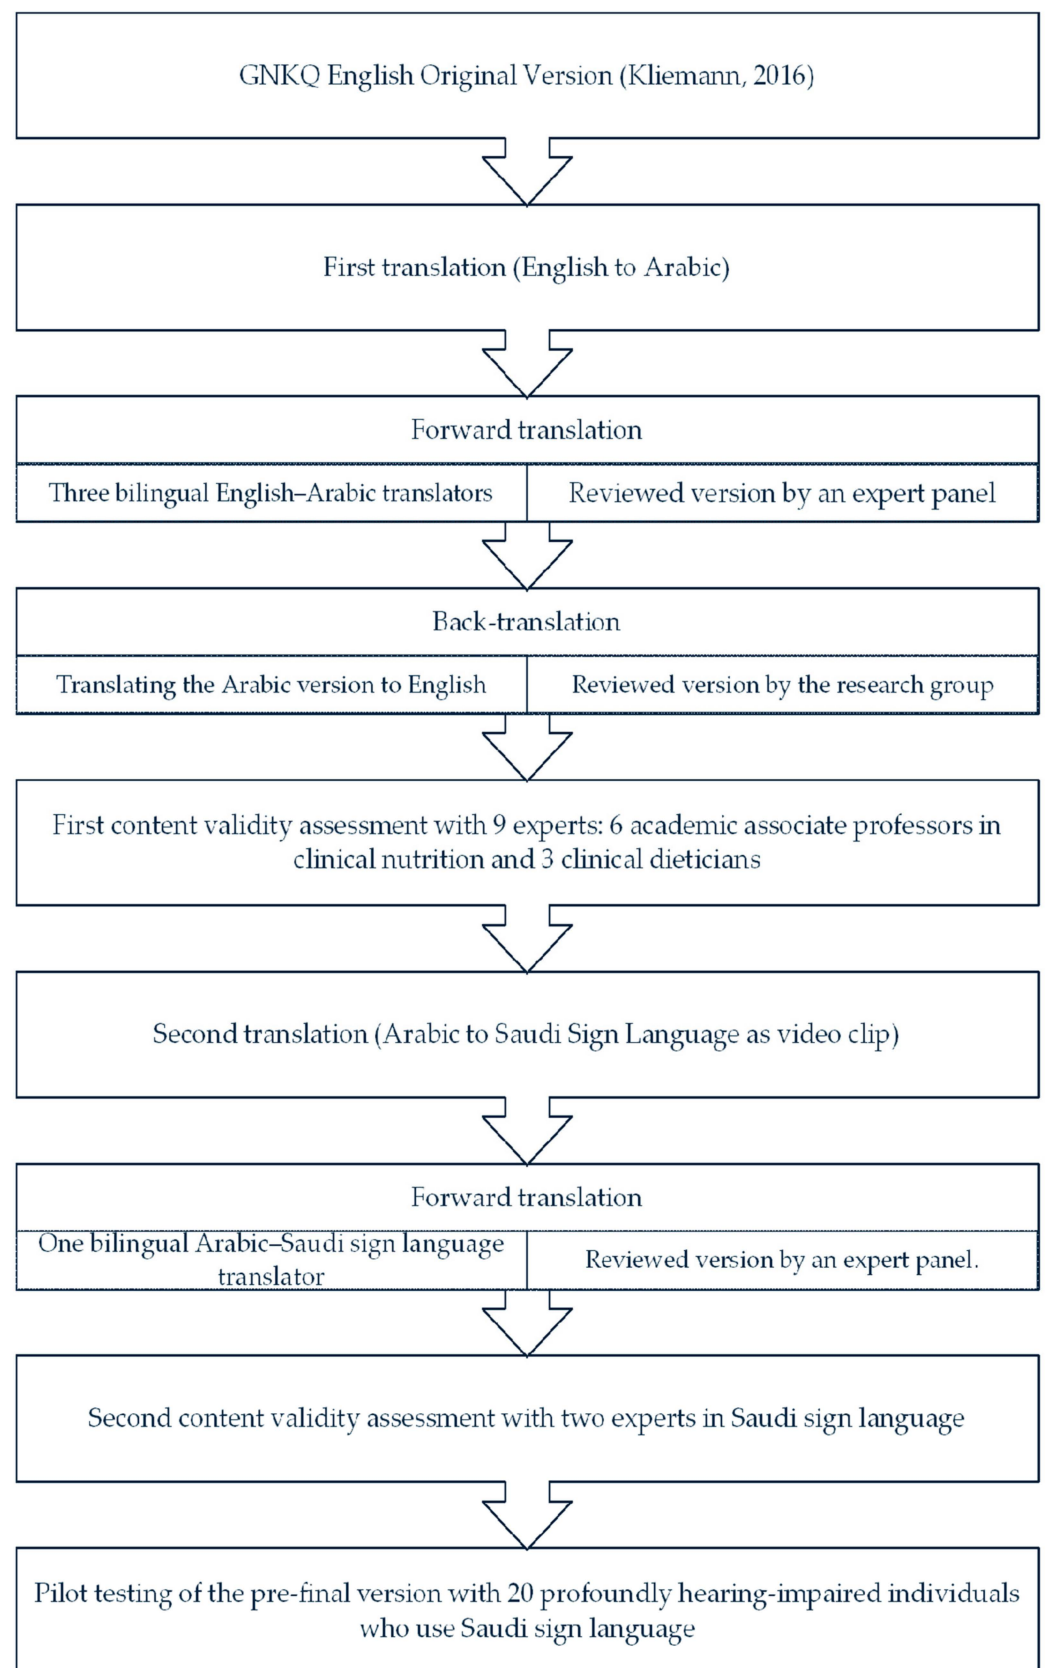 GNKQ English Original Version (Kliemann, 2016)
First translation (English to Arabic)
Forward translation
Three bilingual English–Arabic translators
Reviewed version by an expert panel
Back-translation
Translating the Arabic version to English
Reviewed version by the research group
First content validity assessment with 9 experts: 6 academic associate professors in
clinical nutrition and 3 clinical dieticians
Second translation (Arabic to Saudi Sign Language as video clip)
Forward translation
One bilingual Arabic–Saudi sign language
translator
Reviewed version by an expert panel.
Second content validity assessment with two experts in Saudi sign language
Pilot testing of the pre-final version with 20 profoundly hearing-impaired individuals
who use Saudi sign language